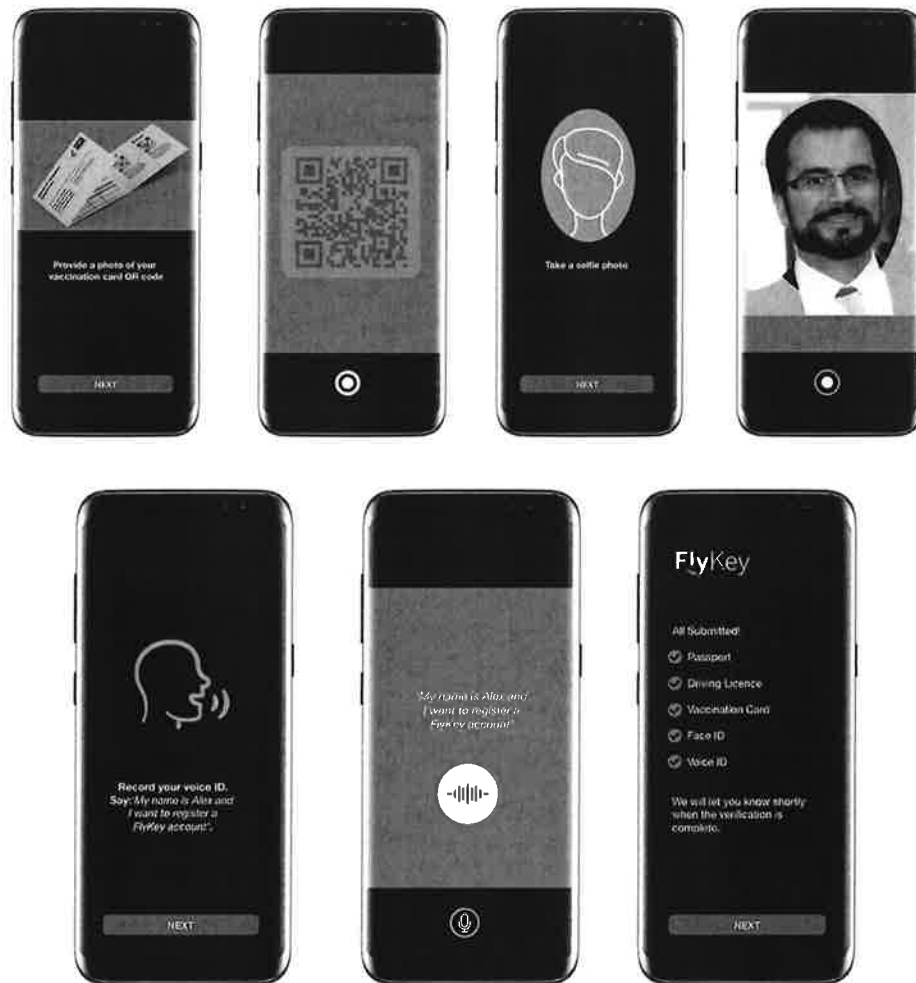 Provide a photo of your
vaccination card QR code
NEXT
Take a selfie photo
NEXT
Record your voice ID.
Say: 'My name is Alex and
I want to register a
FlyKey account'.
NEXT
'My name is Alex and
I want to register a
FlyKey account'
FlyKey
All Submitted!
Passport
Driving Licence
Vaccination Card
Face ID
Voice ID
We will let you know shortly
when the verification is
complete.
NEXT